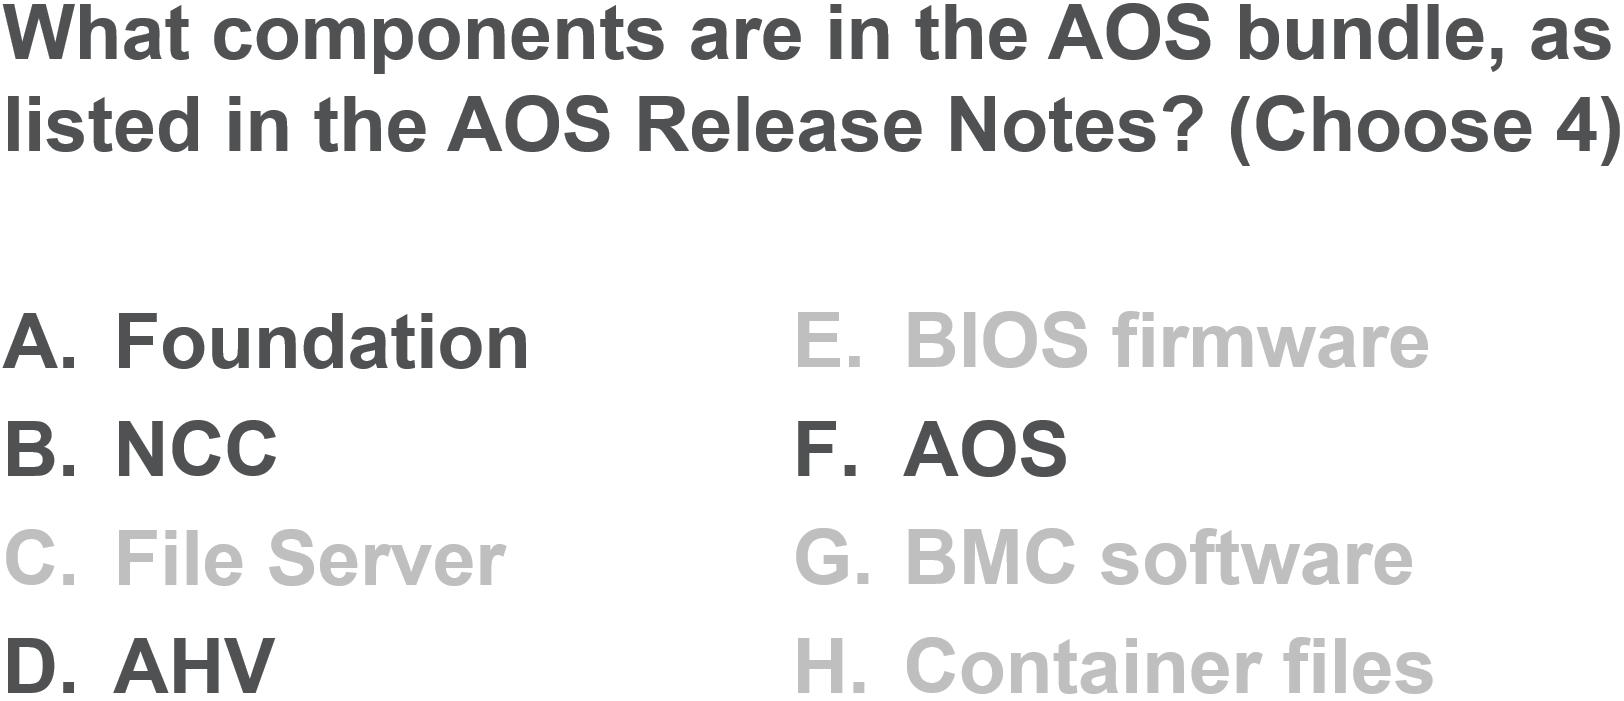 What components are in the AOS bundle, as
listed in the AOS Release Notes? (Choose 4)
A. Foundation
B. NCC
C. File Server
D. AHV
E. BIOS firmware
F. AOS
G. BMC software
H. Container files